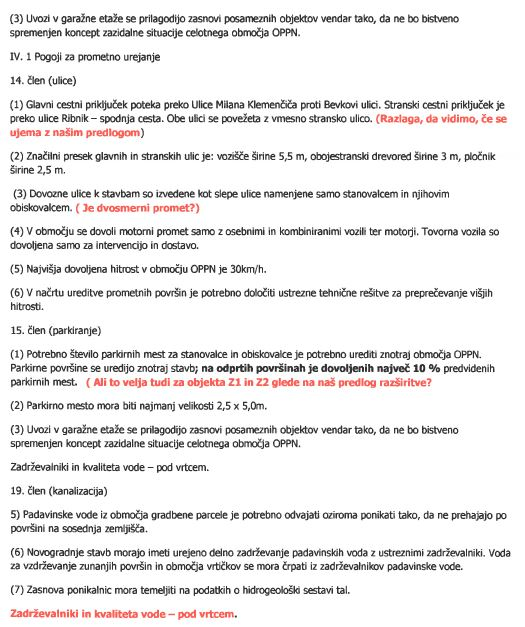 (3) Uvozi v garažne etaže se prilagodijo zasnovi posameznih objektov vendar tako, da ne bo bistveno
spremenjen koncept zazidalne situacije celotnega območja OPPN.
IV. 1 Pogoji za prometno urejanje
14. člen (ulice)
(1) Glavni cestni priključek poteka preko Ulice Milana Klemenčiča proti Bevkovi ulici. Stranski cestni priključek je
preko ulice Ribnik – spodnja cesta. Obe ulici se povežeta z vmesno stransko ulico. (Razlaga, da vidimo, če se
ujema z našim predlogom)
(2) Značilni presek glavnih in stranskih ulic je: vozišče širine 5,5 m, obojestranski drevored širine 3 m, pločnik
širine 2,5 m.
(3) Dovozne ulice k stavbam so izvedene kot slepe ulice namenjene samo stanovalcem in njihovim
obiskovalcem. ( Je dvosmerni promet?)
(4) V območju se dovoli motorni promet samo z osebnimi in kombiniranimi vozili ter motorji. Tovorna vozila so
dovoljena samo za intervencijo in dostavo.
(5) Najvišja dovoljena hitrost v območju OPPN je 30km/h.
(6) V načrtu ureditve prometnih površin je potrebno določiti ustrezne tehnične rešitve za preprečevanje višjih
hitrosti.
15. člen (parkiranje)
(1) Potrebno število parkirnih mest za stanovalce in obiskovalce je potrebno urediti znotraj območja OPPN.
Parkirne površine se uredijo znotraj stavb; na odprtih površinah je dovoljenih največ 10 % predvidenih
parkirnih mest. ( Ali to velja tudi za objekta Z1 in Z2 glede na naš predlog razširitve?
(2) Parkirno mesto mora biti najmanj velikosti 2,5 x 5,0m.
(3) Uvozi v garažne etaže se prilagodijo zasnovi posameznih objektov vendar tako, da ne bo bistveno
spremenjen koncept zazidalne situacije celotnega območja OPPN.
Zadrževalniki in kvaliteta vode – pod vrtcem.
19. člen (kanalizacija)
5) Padavinske vode iz območja gradbene parcele je potrebno odvajati oziroma ponikati tako, da ne prehajajo po
površini na sosednja zemljišča.
(6) Novogradnje stavb morajo imeti urejeno delno zadrževanje padavinskih voda z ustreznimi zadrževalniki. Voda
za vzdrževanje zunanjih površin in območja vrtičkov se mora črpati iz zadrževalnikov padavinske vode.
(7) Zasnova ponikalnic mora temeljiti na podatkih o hidrogeološki sestavi tal.
Zadrževalniki in kvaliteta vode – pod vrtcem.